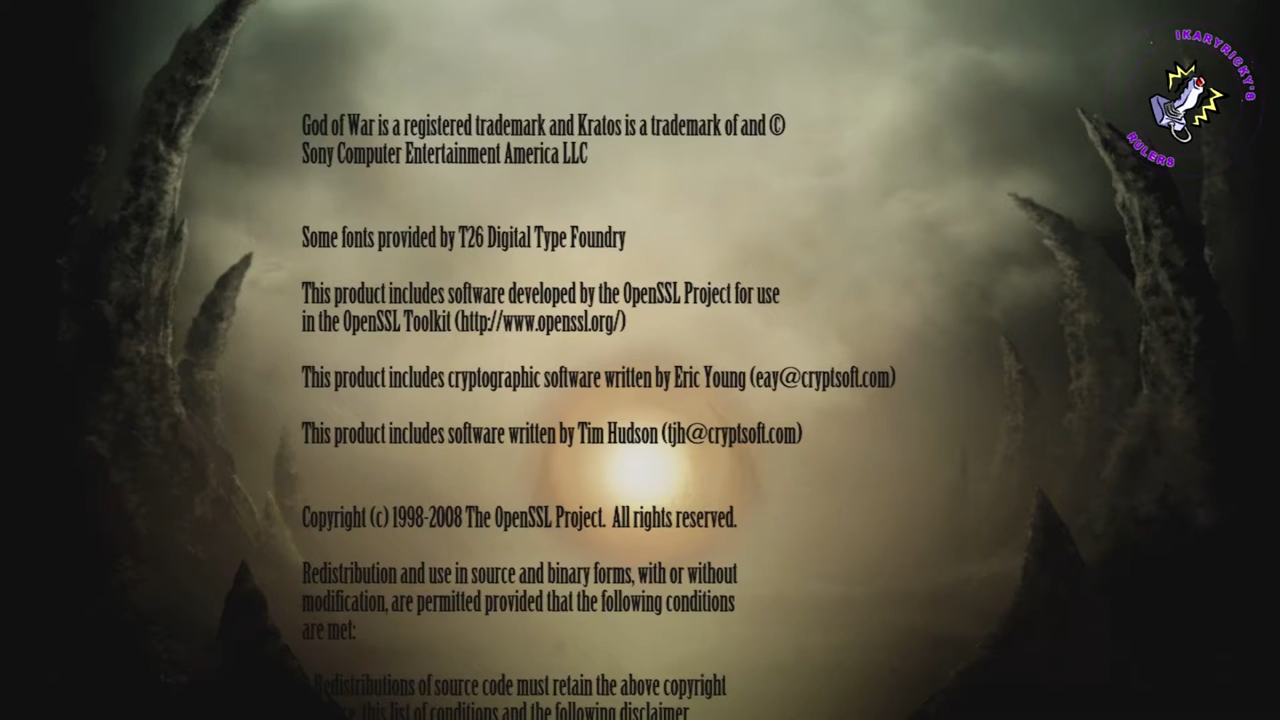 IKARYRICKY'S
RULERS
God of War is a registered trademark and Kratos is a trademark of and ©
Sony Computer Entertainment America LLC
Some fonts provided by T26 Digital Type Foundry
This product includes software developed by the OpenSSL Project for use
in the OpenSSL Toolkit (http://www.openssl.org/)
This product includes cryptographic software written by Eric Young (eay@cryptsoft.com)
This product includes software written by Tim Hudson (tjh@cryptsoft.com)
Copyright (c) 1998-2008 The OpenSSL Project. All rights reserved.
Redistribution and use in source and binary forms, with or without
modification, are permitted provided that the following conditions
are met:
Redistributions of source code must retain the above copyright
this list of conditions and the following disclaimer